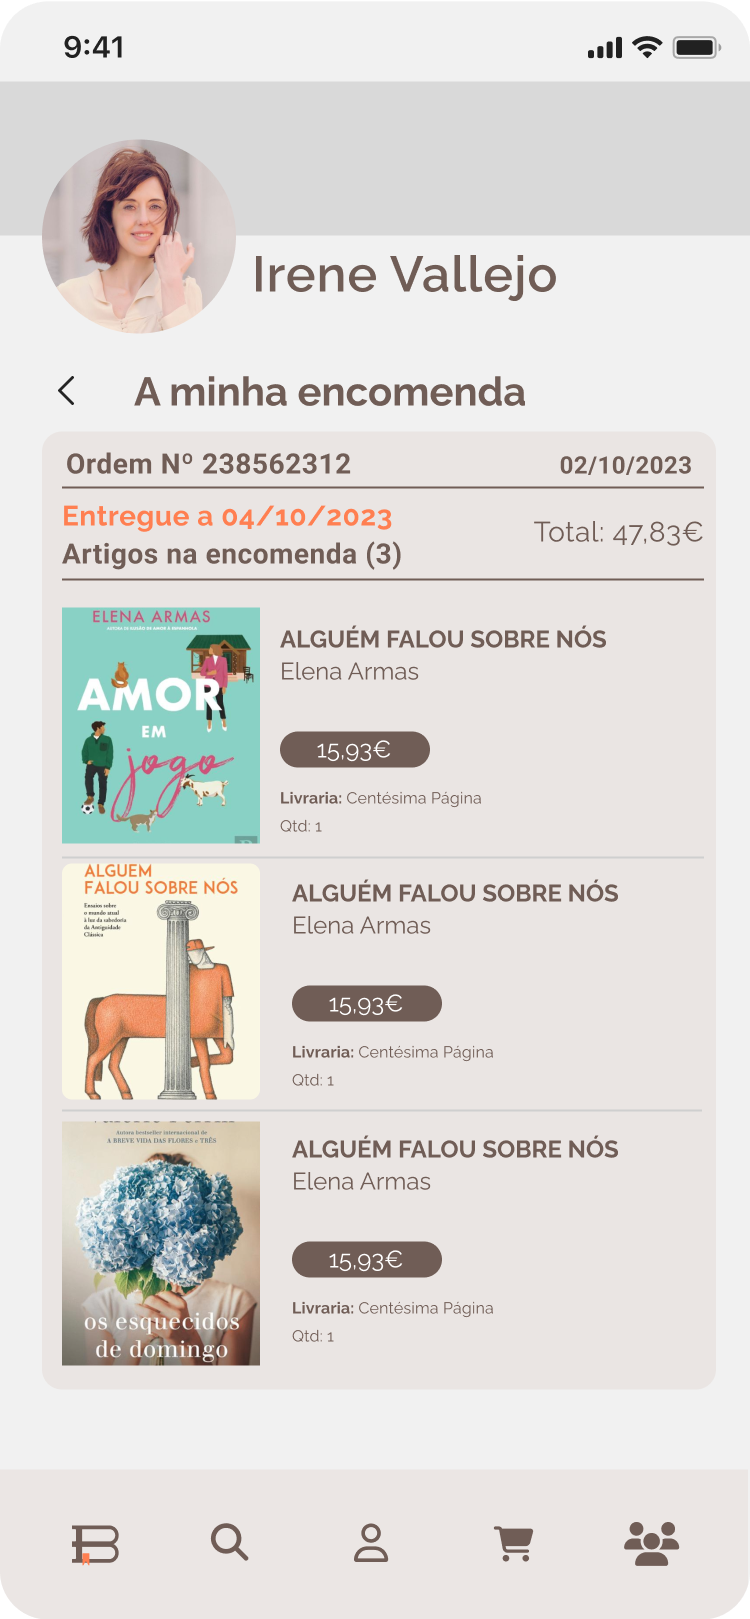 9:41
Irene Vallejo
A minha encomenda
Ordem Nº 238562312
02/10/2023
Entregue a 04/10/2023
Total: 47,83€
Artigos na encomenda (3)
ELENA ARMAS
AMOR
EM
jogo
ALGUÉM FALOU SOBRE NÓS
Elena Armas
15,93€
Livraria: Centésima Página
Qtd: 1
ALGUÉM
FALOU SOBRE NÓS
Ensaios sobre
o mundo atual
à luz da sabedoria
da Antiguidade
Clássica
ALGUÉM FALOU SOBRE NÓS
Elena Armas
15,93€
Livraria: Centésima Página
Qtd: 1
Autora bestseller internacional de
A BREVE VIDA DAS FLORES e TRÊS
os esquecidos
de domingo
ALGUÉM FALOU SOBRE NÓS
Elena Armas
15,93€
Livraria: Centésima Página
Qtd: 1